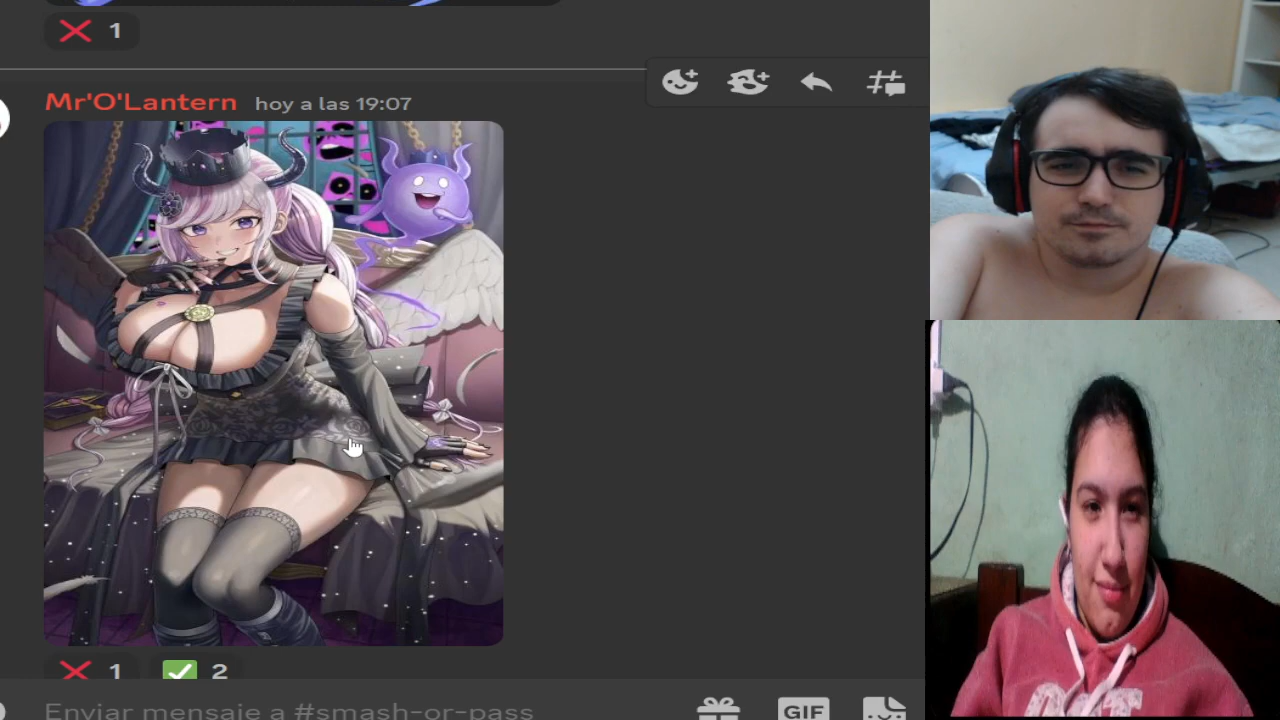 1
Mr'O'Lantern hoy a las 19:07
1 2
Enviar mensaje a #smash-or-pass
GIF